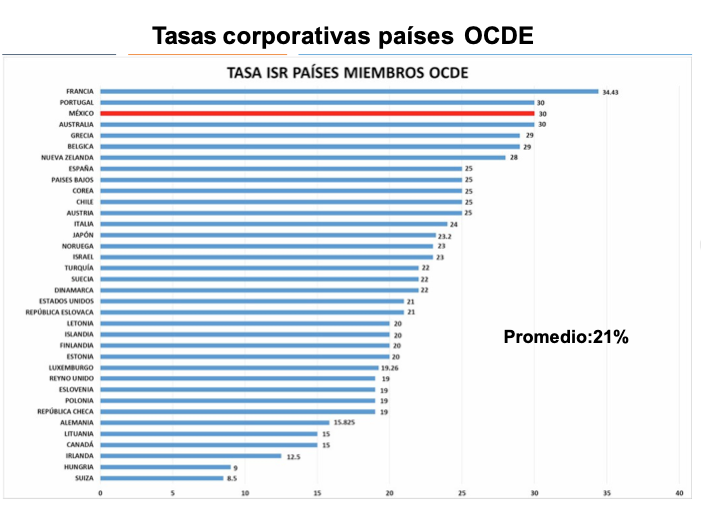 Tasas corporativas países OCDE
TASA ISR PAÍSES MIEMBROS OCDE
FRANCIA 34.43
PORTUGAL 30
MÉXICO 30
AUSTRALIA 30
GRECIA 29
BELGICA 29
NUEVA ZELANDA 28
ESPAÑA 25
PAISES BAJOS 25
COREA 25
CHILE 25
AUSTRIA 25
ITALIA 24
JAPÓN 23.2
NORUEGA 23
ISRAEL 23
TURQUÍA 22
SUECIA 22
DINAMARCA 22
ESTADOS UNIDOS 21
REPÚBLICA ESLOVACA 21
LETONIA 20
ISLANDIA 20
Promedio:21%
FINLANDIA 20
ESTONIA 20
LUXEMBURGO 19.26
REYNO UNIDO 19
ESLOVENIA 19
POLONIA 19
REPÚBLICA CHECA 19
ALEMANIA 15.825
LITUANIA 15
CANADÁ 15
IRLANDA 12.5
HUNGRIA 9
SUIZA 8.5
0 5 10 15 20 25 30 35 40